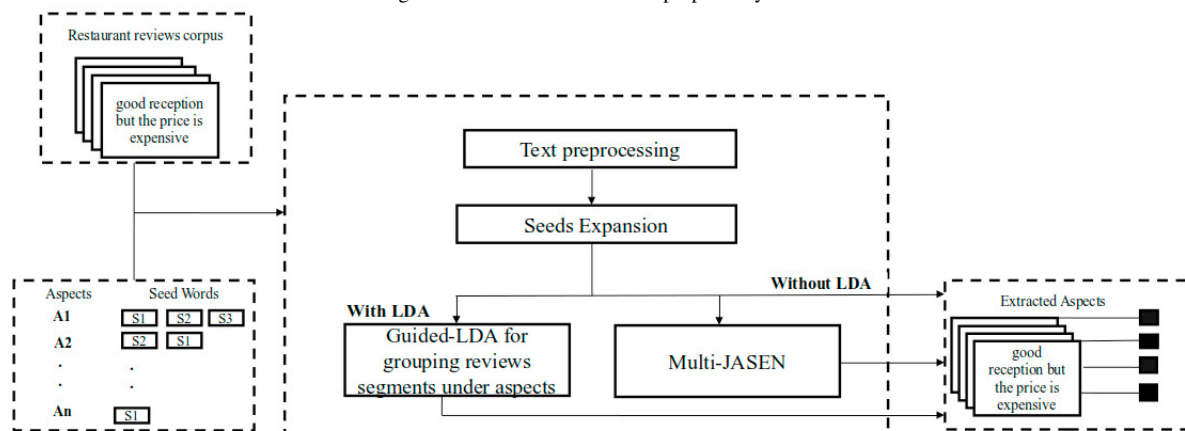 Restaurant reviews corpus
good reception
but the price is
expensive
Text preprocessing
Seeds Expansion
Aspects Seed Words
A1 S1 S2 S3
A2 S2 S1
. .
. .
An S1
With LDA
Without LDA
Guided-LDA for
grouping reviews
segments under aspects
Multi-JASEN
Extracted Aspects
good
reception but
the price is
expensive